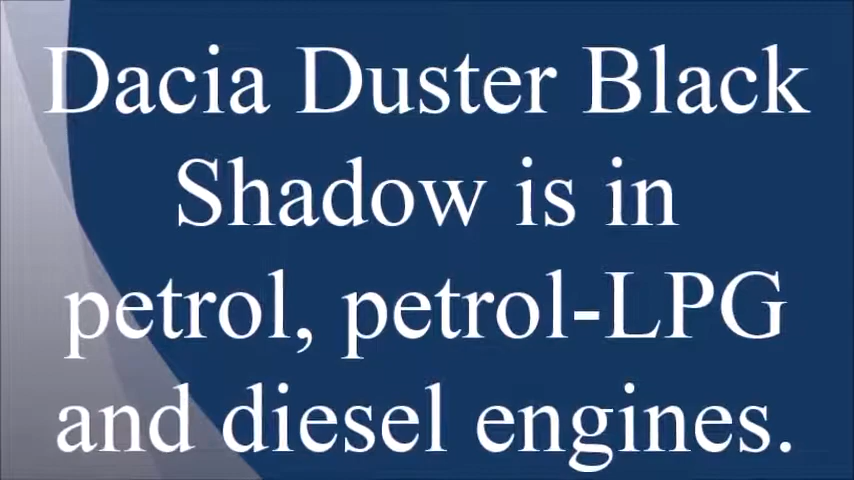 Dacia Duster Black
Shadow is in
petrol, petrol-LPG
and diesel engines.